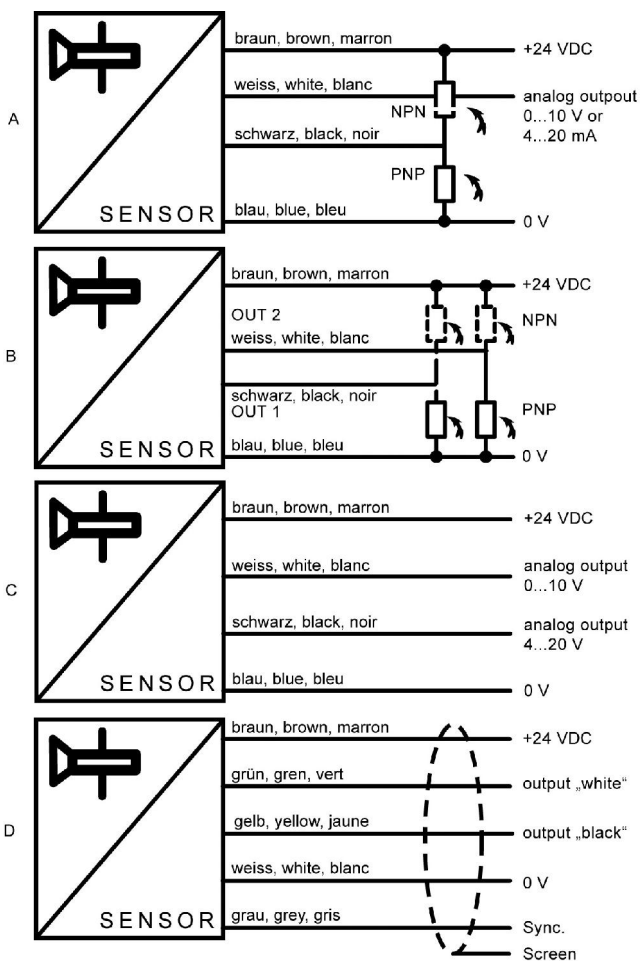 A
braun, brown, marron
+24 VDC
weiss, white, blanc
analog outpout
0...10 V or
4...20 mA
NPN
schwarz, black, noir
PNP
SENSOR
blau, blue, bleu
0 V
B
braun, brown, marron
+24 VDC
OUT 2
NPN
weiss, white, blanc
schwarz, black, noir
OUT 1
PNP
SENSOR
blau, blue, bleu
0 V
C
braun, brown, marron
+24 VDC
weiss, white, blanc
analog output
0...10 V
schwarz, black, noir
analog output
4...20 V
SENSOR
blau, blue, bleu
0 V
D
braun, brown, marron
+24 VDC
grün, gren, vert
output „white“
gelb, yellow, jaune
output „black“
weiss, white, blanc
0 V
SENSOR
grau, grey, gris
Sync.
Screen